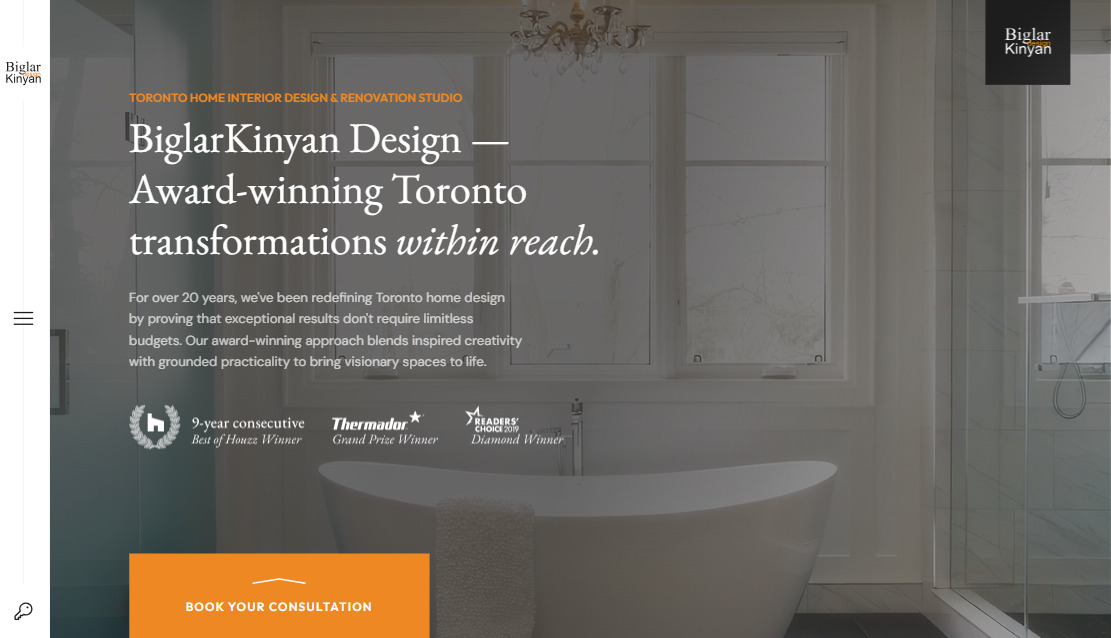 Biglar
design
Kinyan
Biglar
design
Kinyan
TORONTO HOME INTERIOR DESIGN & RENOVATION STUDIO
BiglarKinyan Design —
Award-winning Toronto
transformations within reach.
For over 20 years, we've been redefining Toronto home design
by proving that exceptional results don't require limitless
budgets. Our award-winning approach blends inspired creativity
with grounded practicality to bring visionary spaces to life.
9-year consecutive
Best of Houzz Winner
Thermador
Grand Prize Winner
READERS'
CHOICE 2019
Diamond Winner
BOOK YOUR CONSULTATION